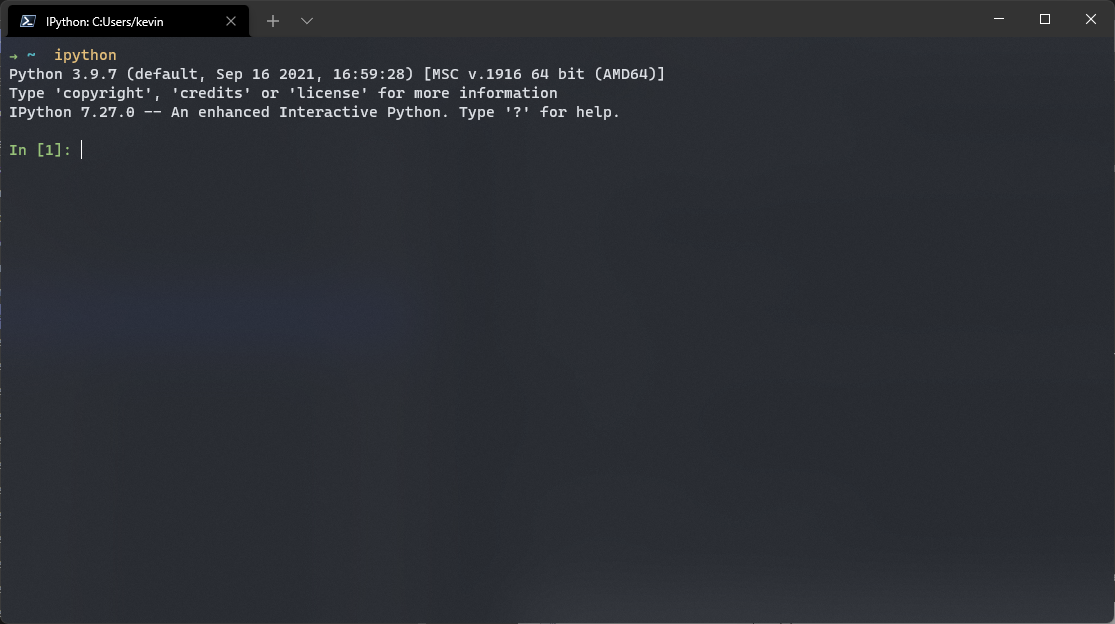 IPython: C:Users/kevin
→ ~ ipython
Python 3.9.7 (default, Sep 16 2021, 16:59:28) [MSC v.1916 64 bit (AMD64)]
Type 'copyright', 'credits' or 'license' for more information
IPython 7.27.0 -- An enhanced Interactive Python. Type '?' for help.
In [1]: